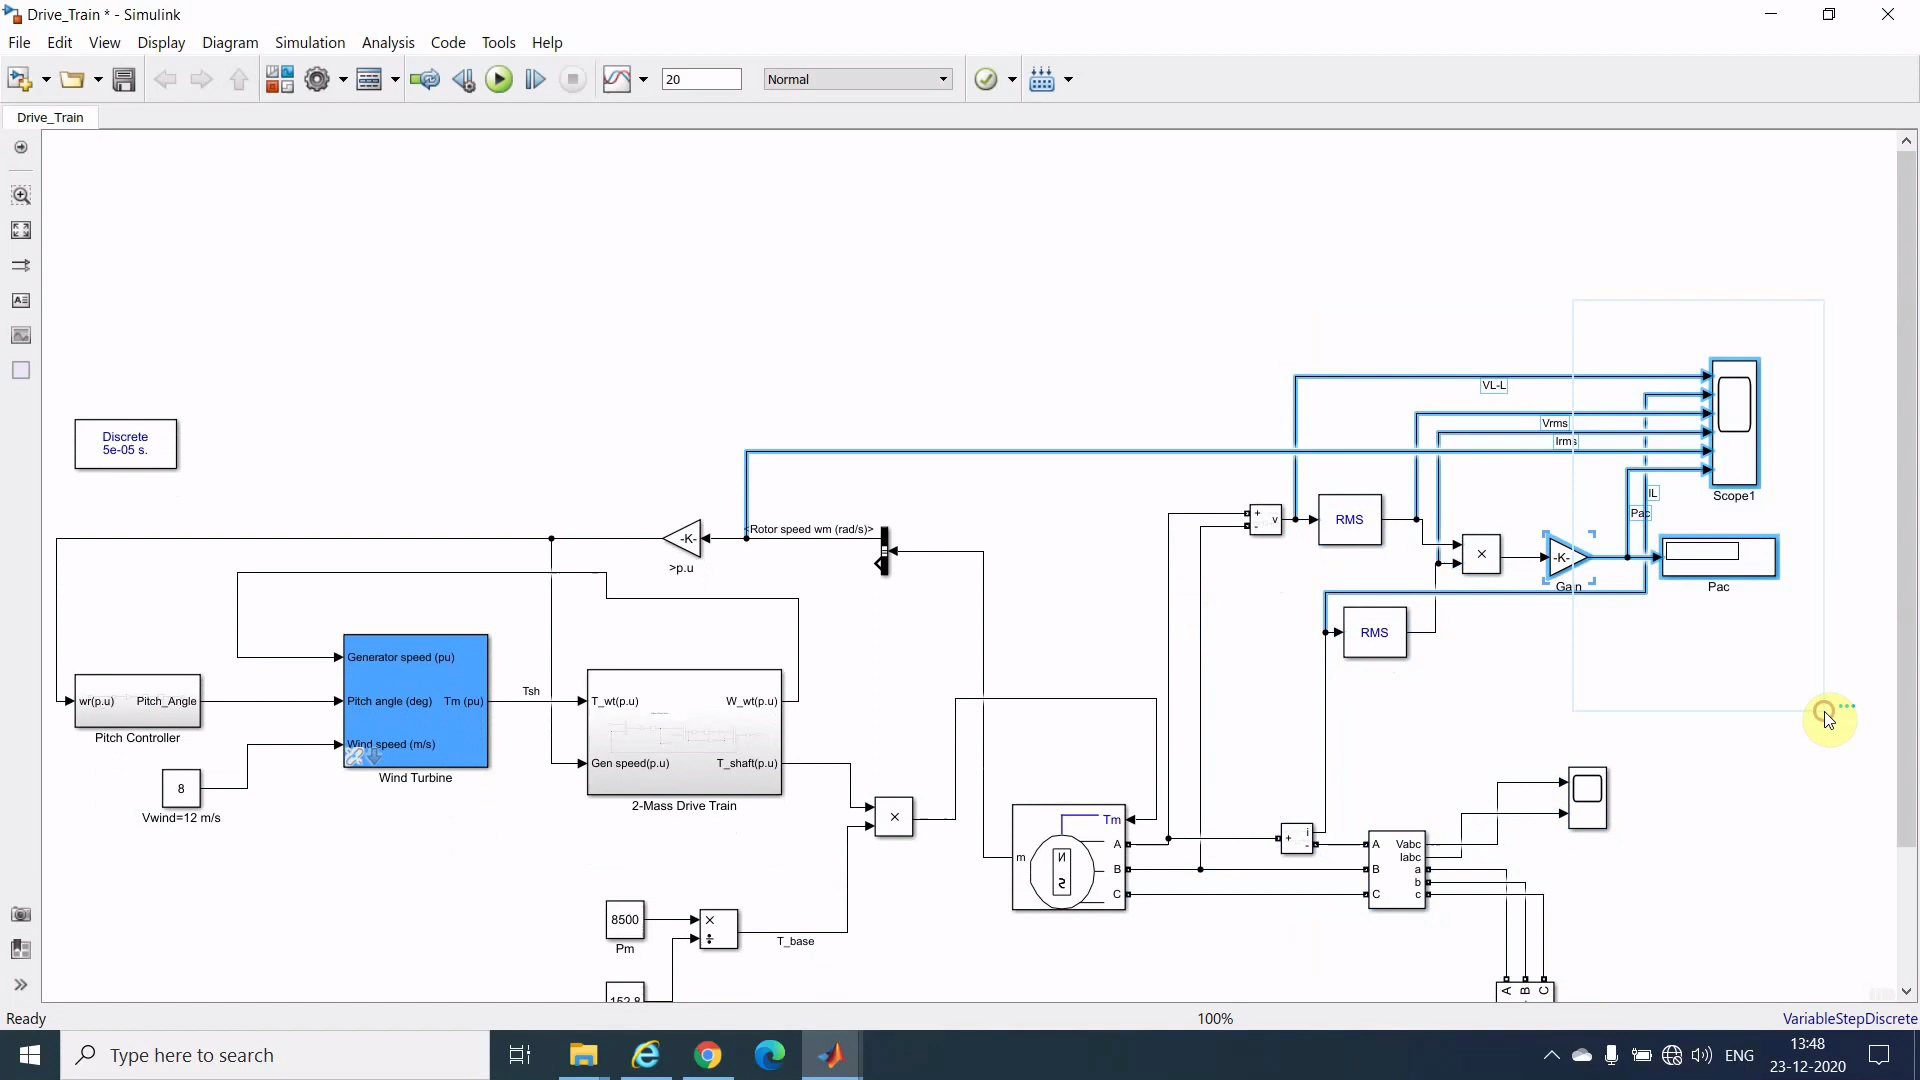 Drive_Train * - Simulink
File Edit View Display Diagram Simulation Analysis Code Tools Help
20 Normal
Drive_Train
VL-L
Vrms
Irms
IL
Scope1
Pac
Discrete
5e-05 s.
<Rotor speed wm (rad/s)>
-K-
>p.u
+
-
v
RMS
×
-K-
Gain
Pac
RMS
Generator speed (pu)
Pitch angle (deg) Tm (pu)
Wind speed (m/s)
Wind Turbine
wr(p.u) Pitch_Angle
Pitch Controller
Tsh
T_wt(p.u) W_wt(p.u)
Gen speed(p.u) T_shaft(p.u)
2-Mass Drive Train
8
Vwind=12 m/s
×
Tm
m
A
B
C
+ i
-
A Vabc
Iabc
B a
b
C c
8500
Pm
×
÷
T_base
152.8
A B C
Ready 100% VariableStepDiscrete
Type here to search
ENG
13:48
23-12-2020